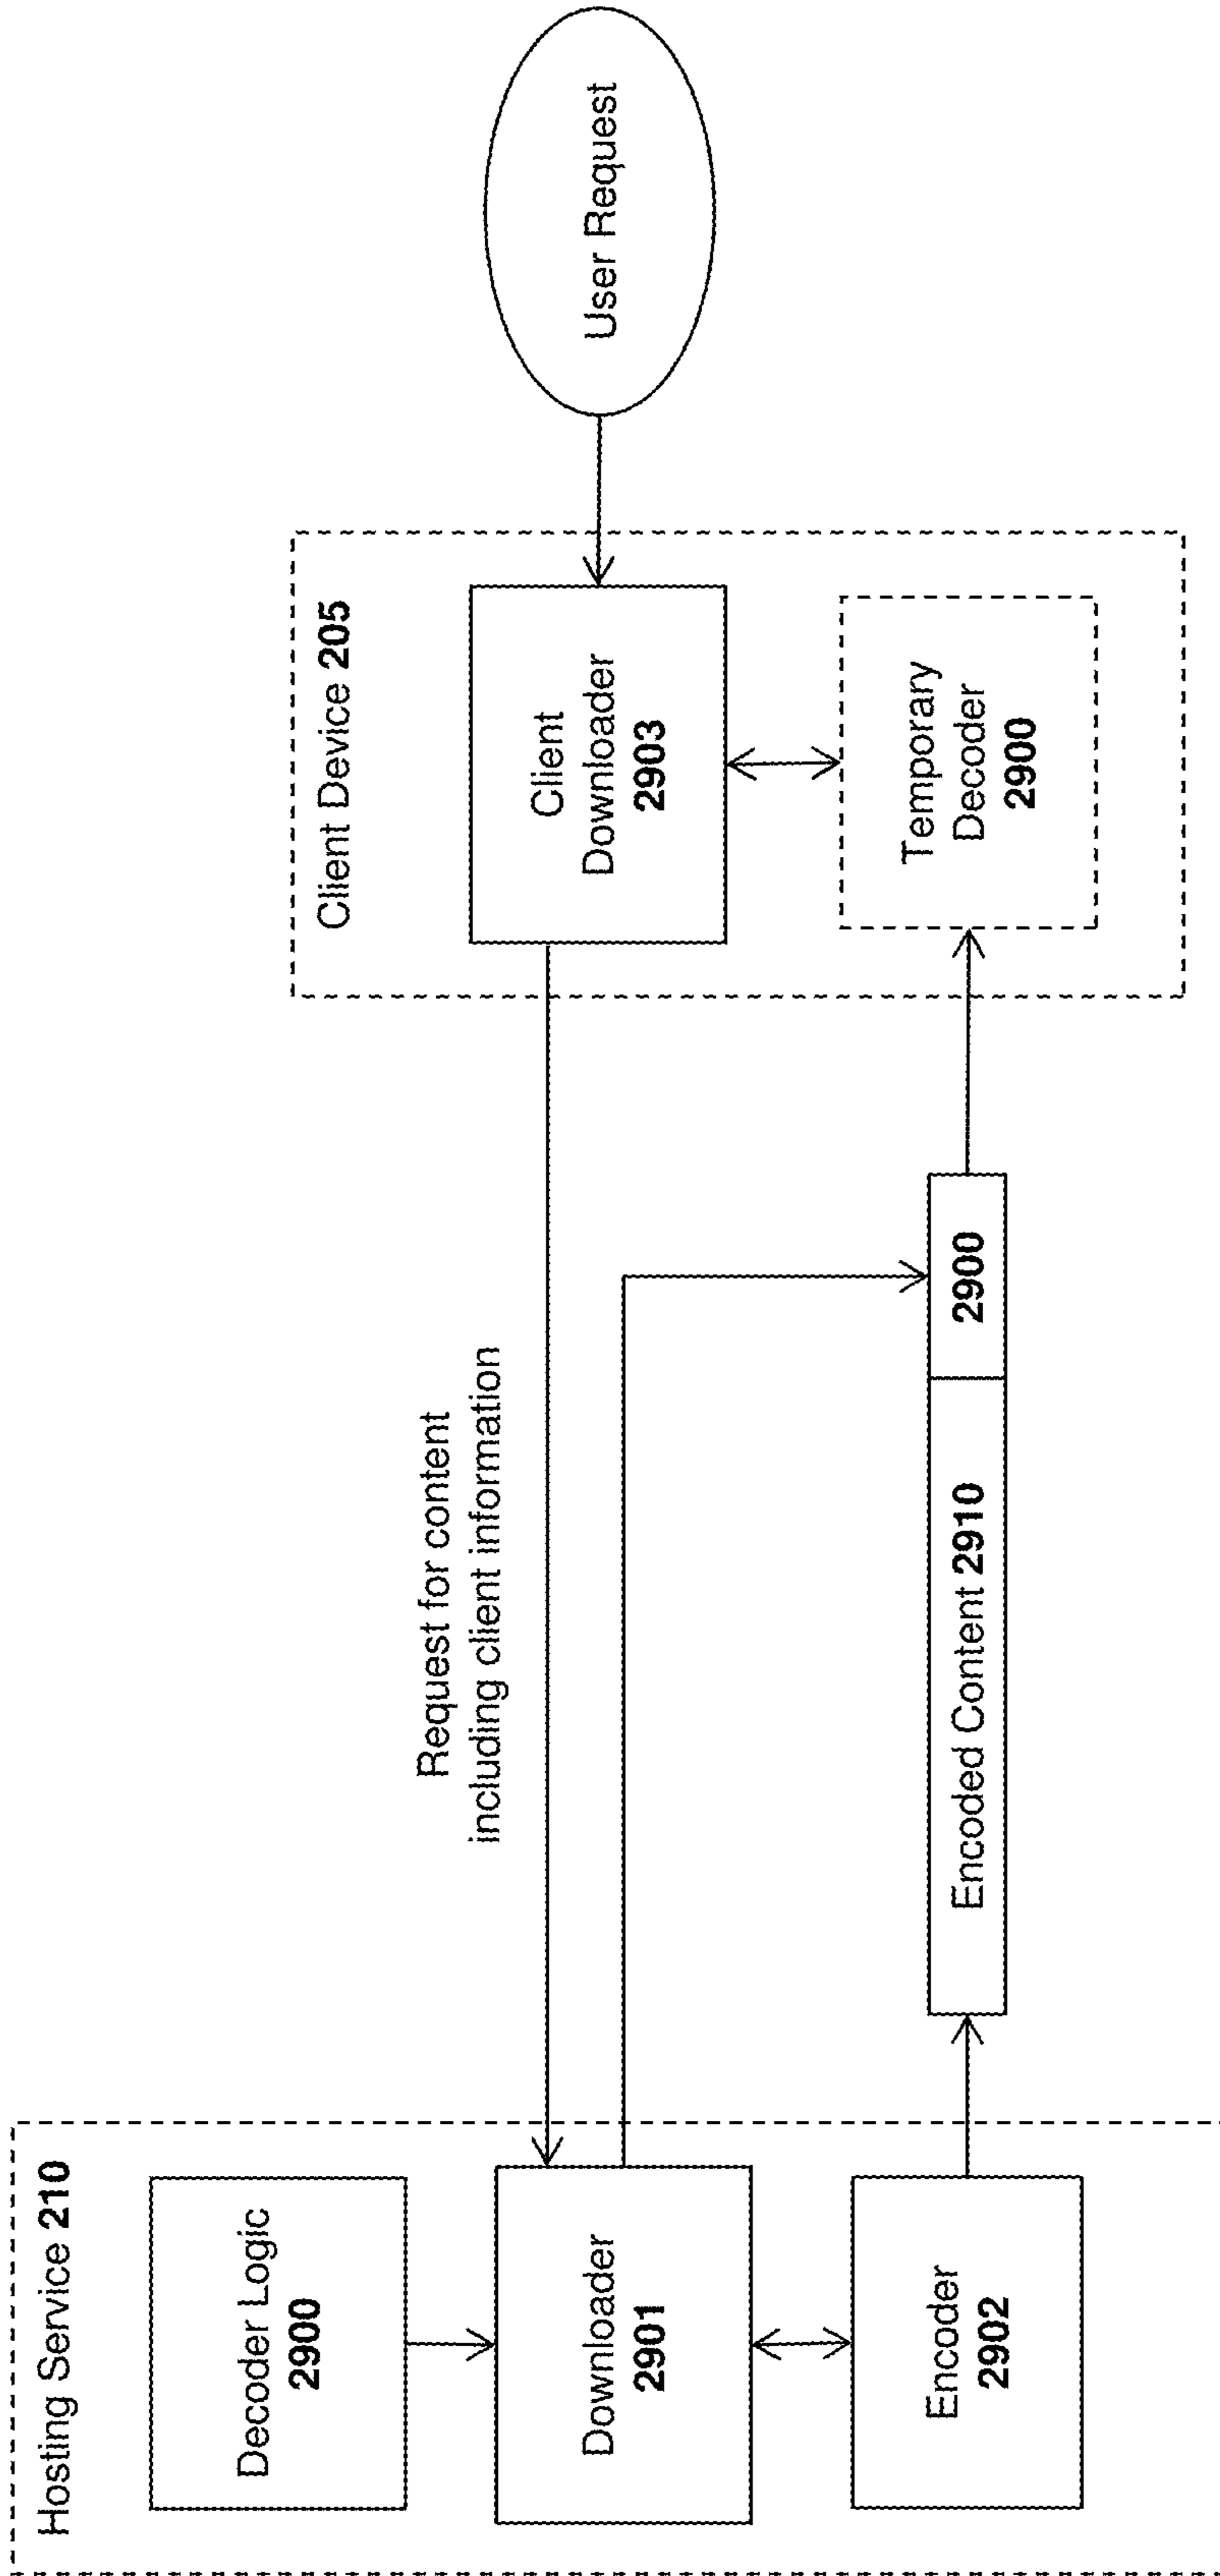 Hosting Service 210
Decoder Logic
2900
Downloader
2901
Encoder
2902
Request for content
including client information
Encoded Content 2910
2900
Client Device 205
Client
Downloader
2903
Temporary
Decoder
2900
User Request